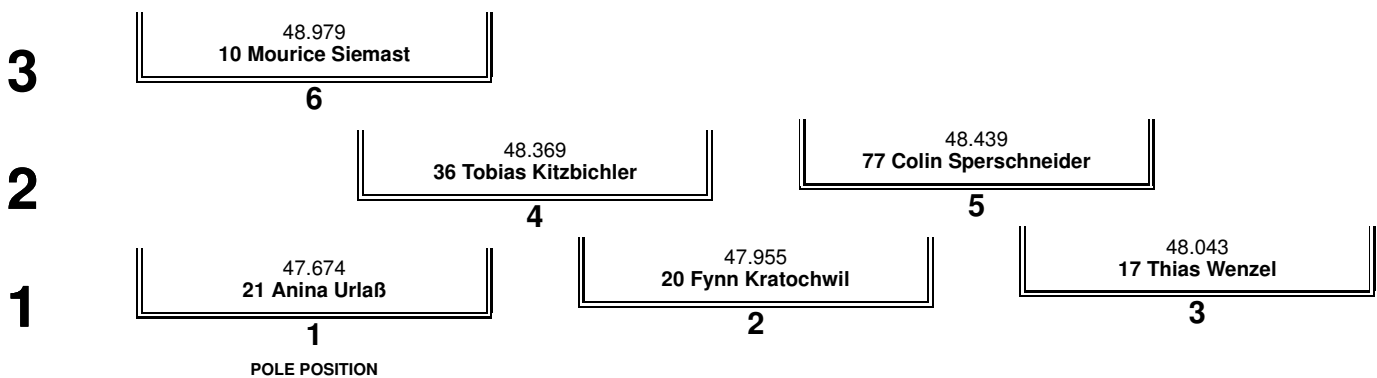 48.979
10 Mourice Siemast
3
6
48.369
36 Tobias Kitzbichler
48.439
77 Colin Sperschneider
2
4
5
47.674
21 Anina Urlaß
47.955
20 Fynn Kratochwil
48.043
17 Thias Wenzel
1
1
2
3
POLE POSITION